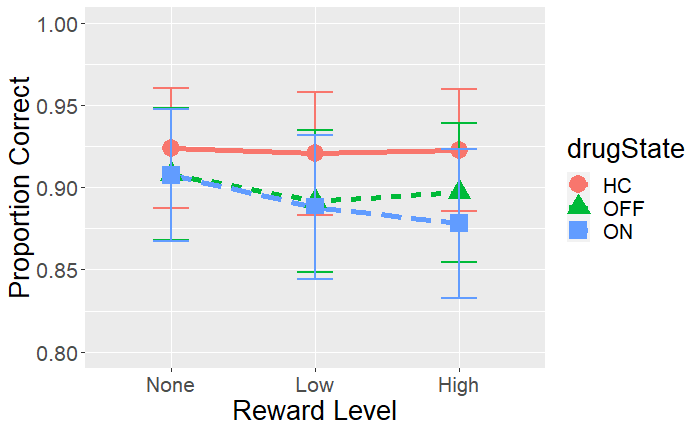 1.00
0.95
0.90
0.85
0.80
Proportion Correct
None Low High
Reward Level
drugState
HC
OFF
ON